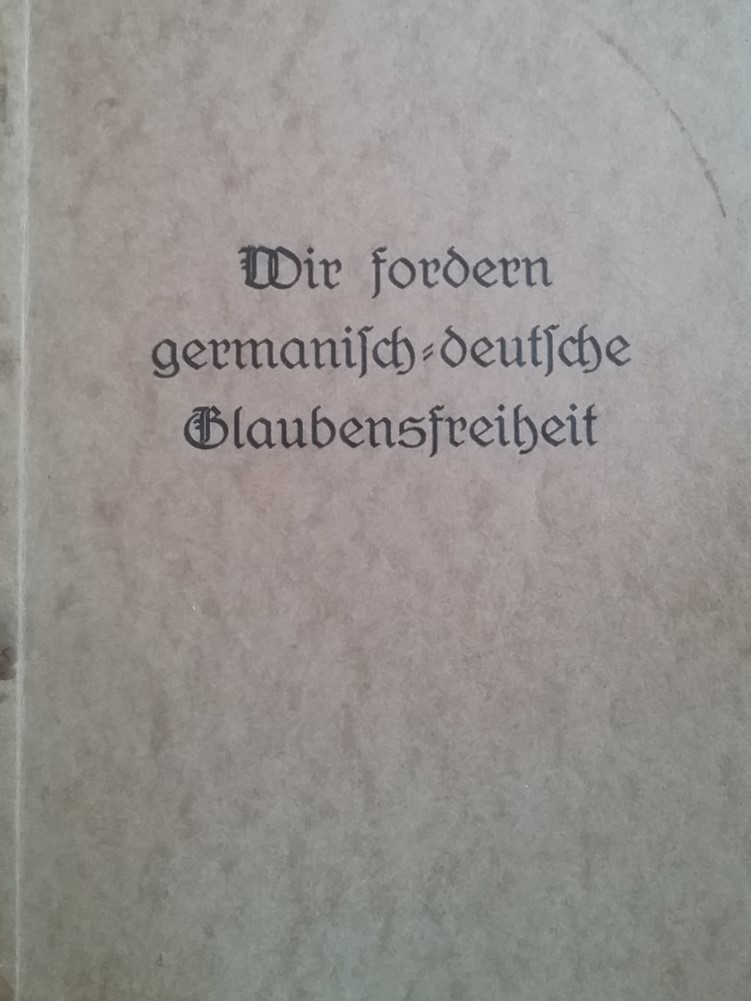 Wir fordern
germaniſch-deutſche
Glaubensfreiheit